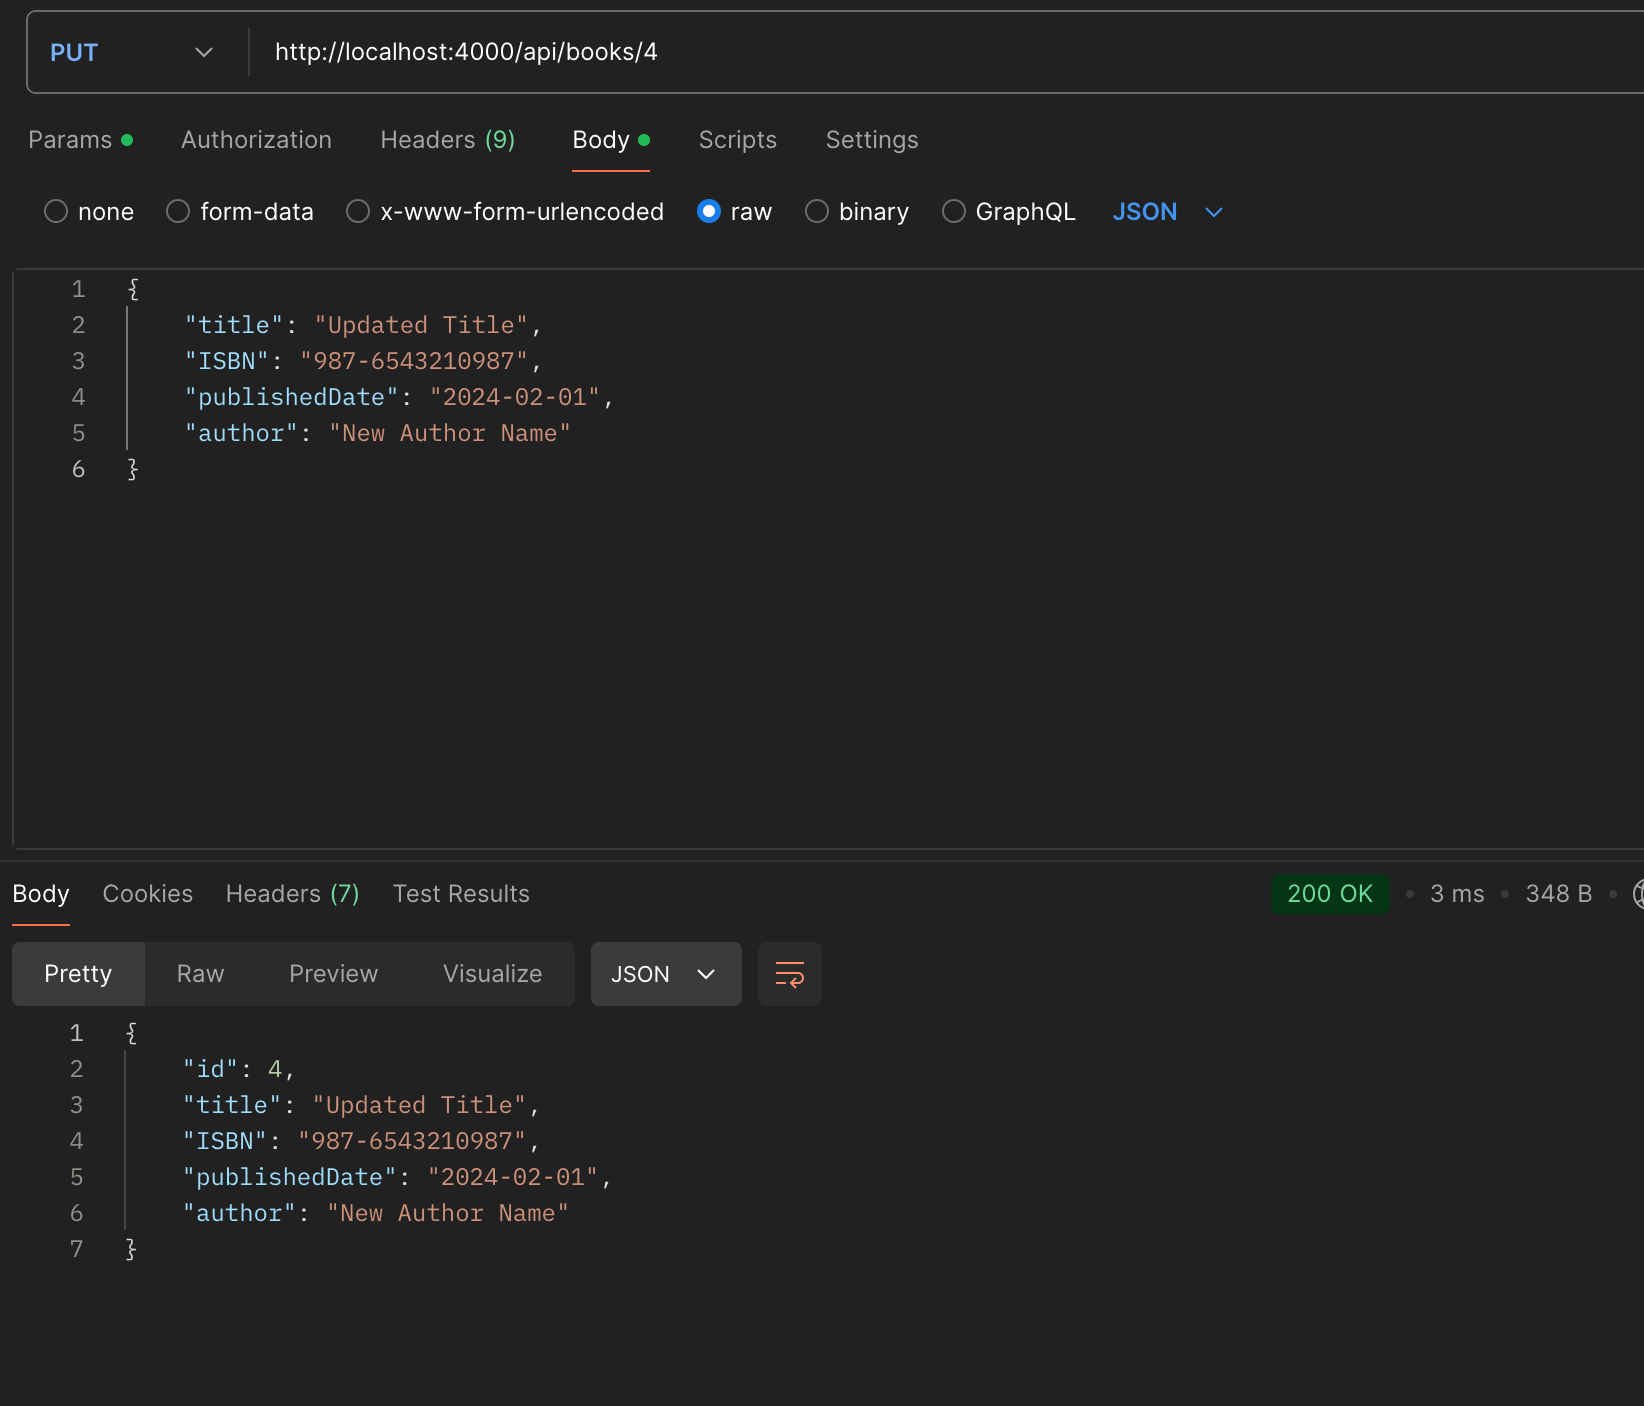 PUT http://localhost:4000/api/books/4
Params Authorization Headers (9) Body Scripts Settings
none form-data x-www-form-urlencoded raw binary GraphQL JSON
1 {
2     "title": "Updated Title",
3     "ISBN": "987-6543210987",
4     "publishedDate": "2024-02-01",
5     "author": "New Author Name"
6 }
Body Cookies Headers (7) Test Results 200 OK • 3 ms • 348 B •
Pretty Raw Preview Visualize JSON
1 {
2     "id": 4,
3     "title": "Updated Title",
4     "ISBN": "987-6543210987",
5     "publishedDate": "2024-02-01",
6     "author": "New Author Name"
7 }